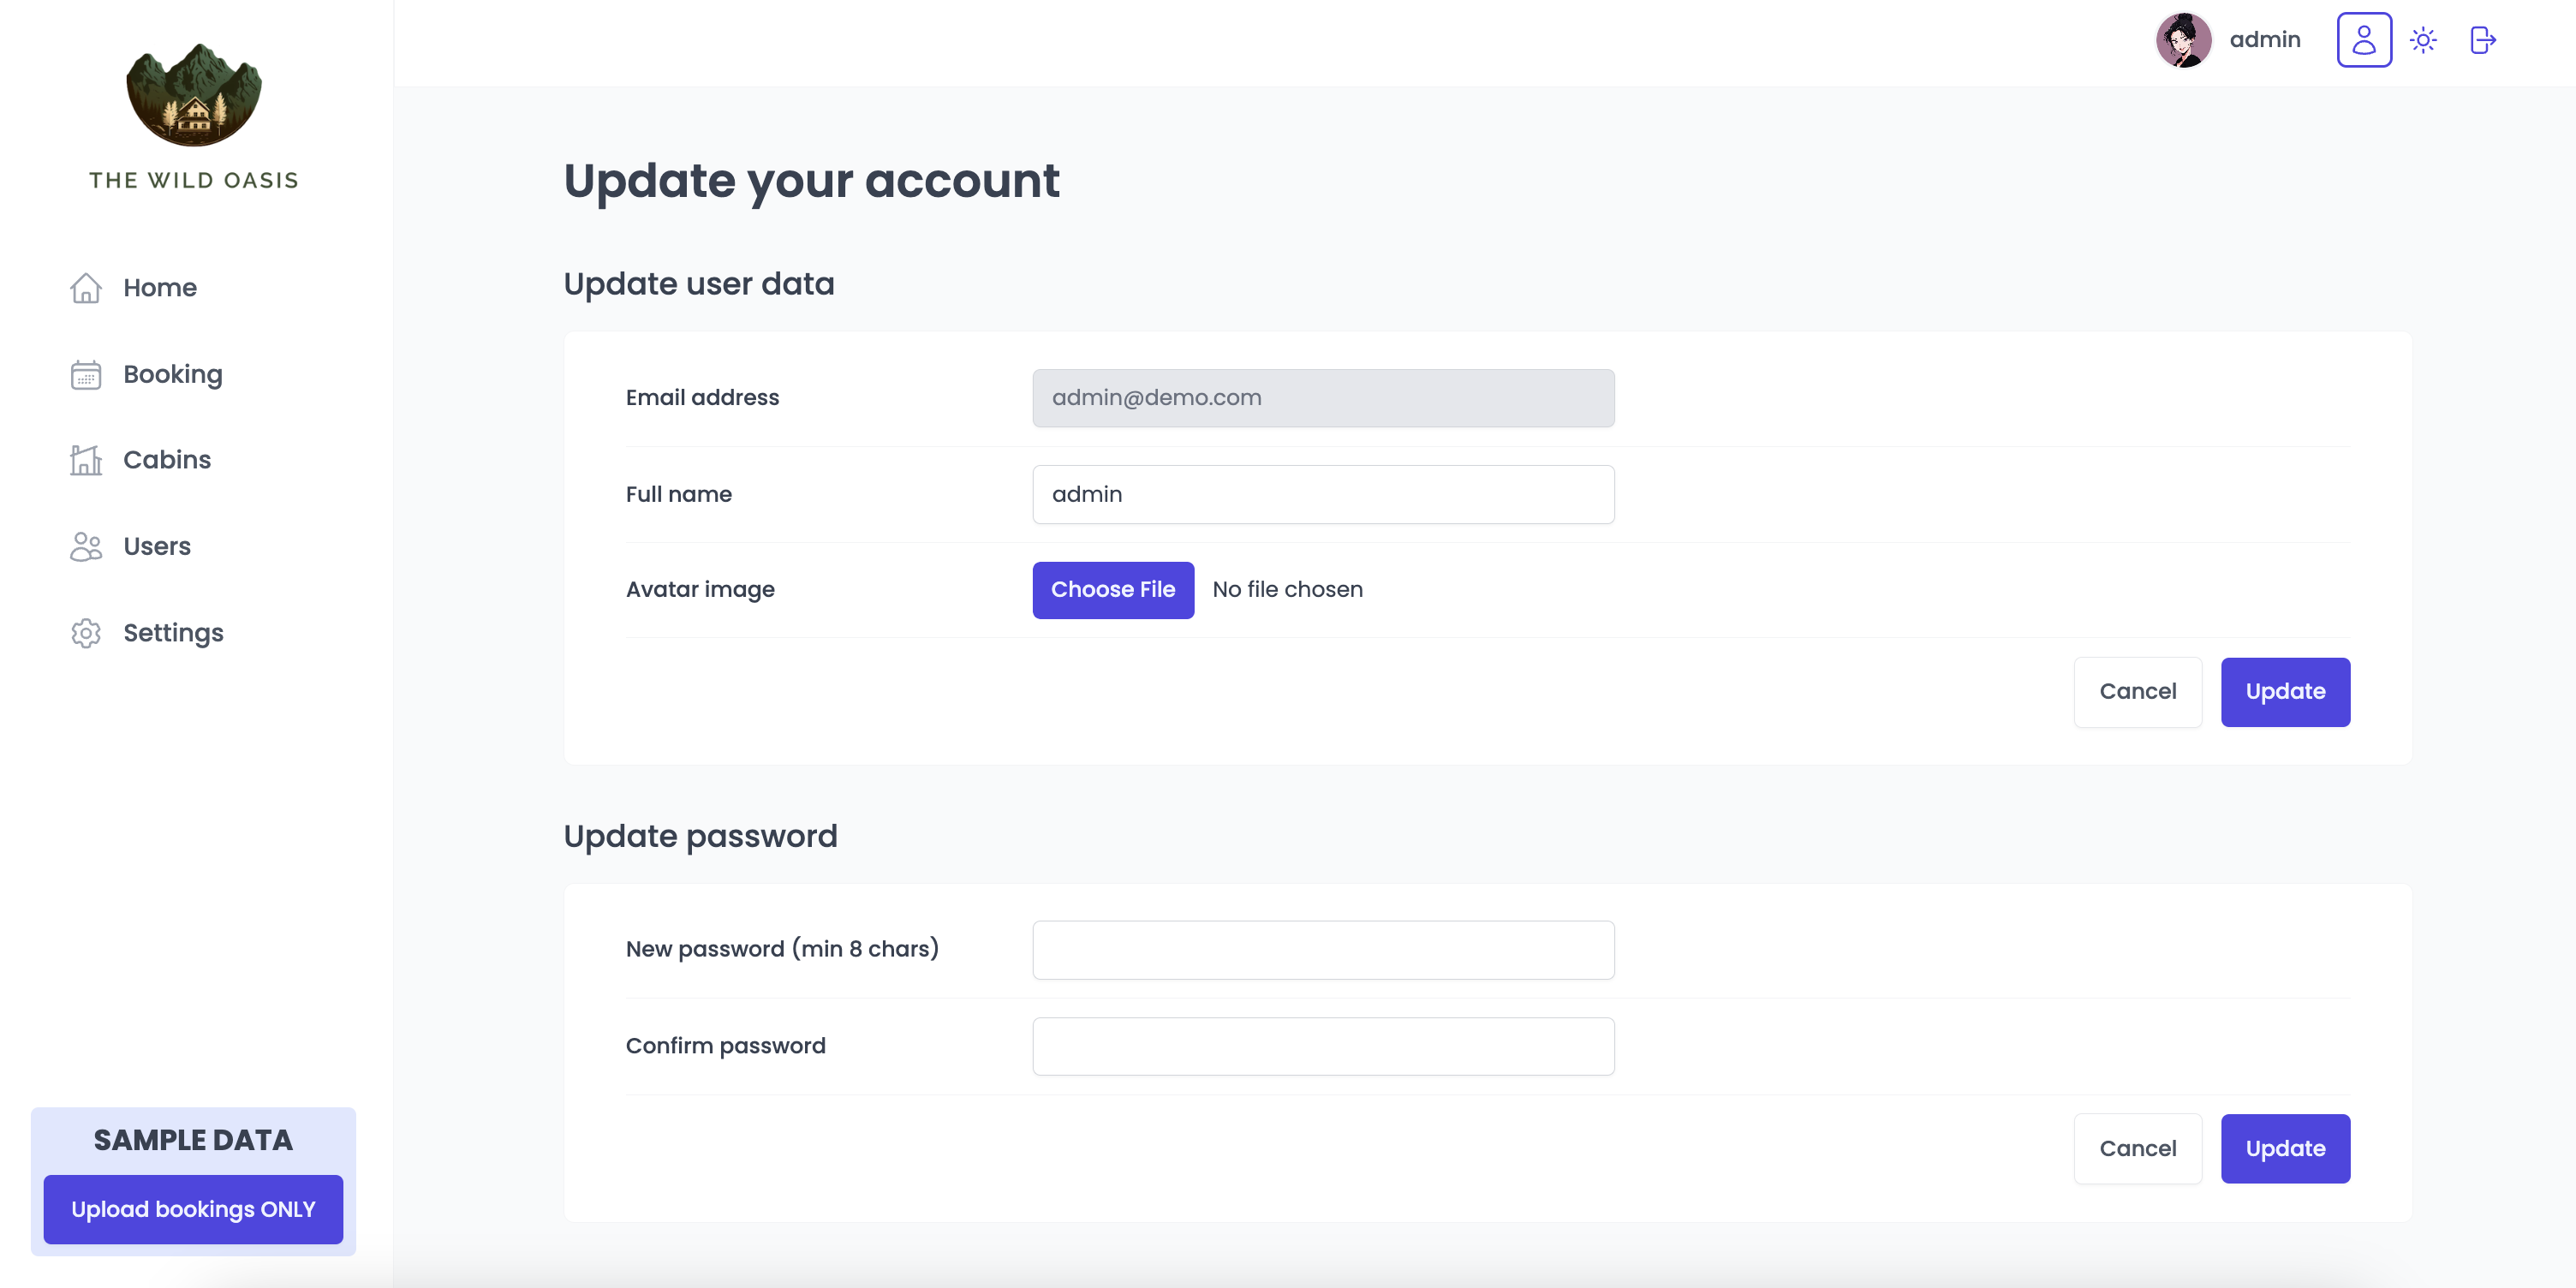 THE WILD OASIS
Home
Booking
Cabins
Users
Settings
SAMPLE DATA
Upload bookings ONLY
admin
Update your account
Update user data
Email address
admin@demo.com
Full name
admin
Avatar image
Choose File No file chosen
Cancel Update
Update password
New password (min 8 chars)
Confirm password
Cancel Update